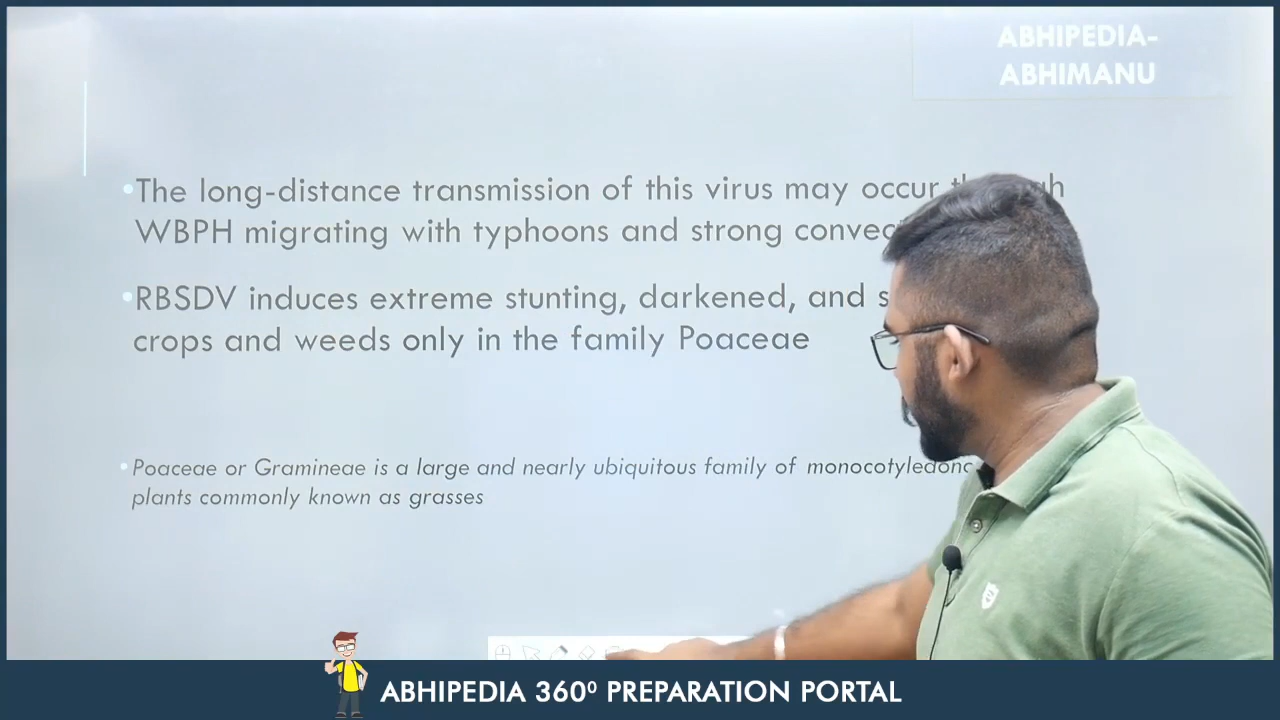 ABHIPEDIA-
ABHIMANU
•The long-distance transmission of this virus may occur
WBPH migrating with typhoons and strong
•RBSDV induces extreme stunting, darkened, and
crops and weeds only in the family Poaceae
•Poaceae or Gramineae is a large and nearly ubiquitous family of
plants commonly known as grasses
ABHIPEDIA 360⁰ PREPARATION PORTAL